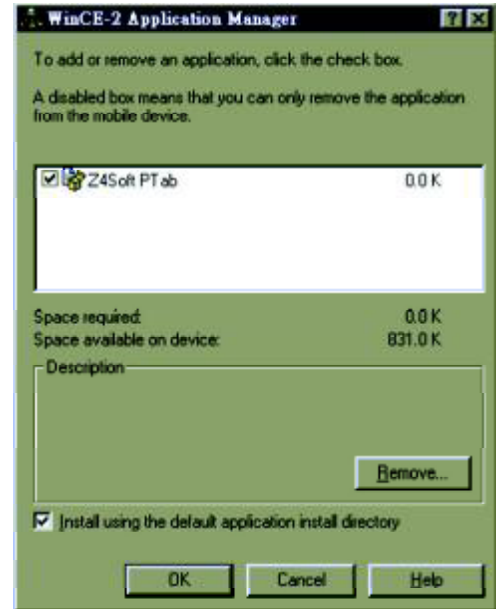 WinCE-2 Application Manager
To add or remove an application, click the check box.
A disabled box means that you can only remove the application
from the mobile device.
Z4Soft PTab 0.0 K
Space required: 0.0 K
Space available on device: 831.0 K
Description
Remove...
Install using the default application install directory
OK Cancel Help